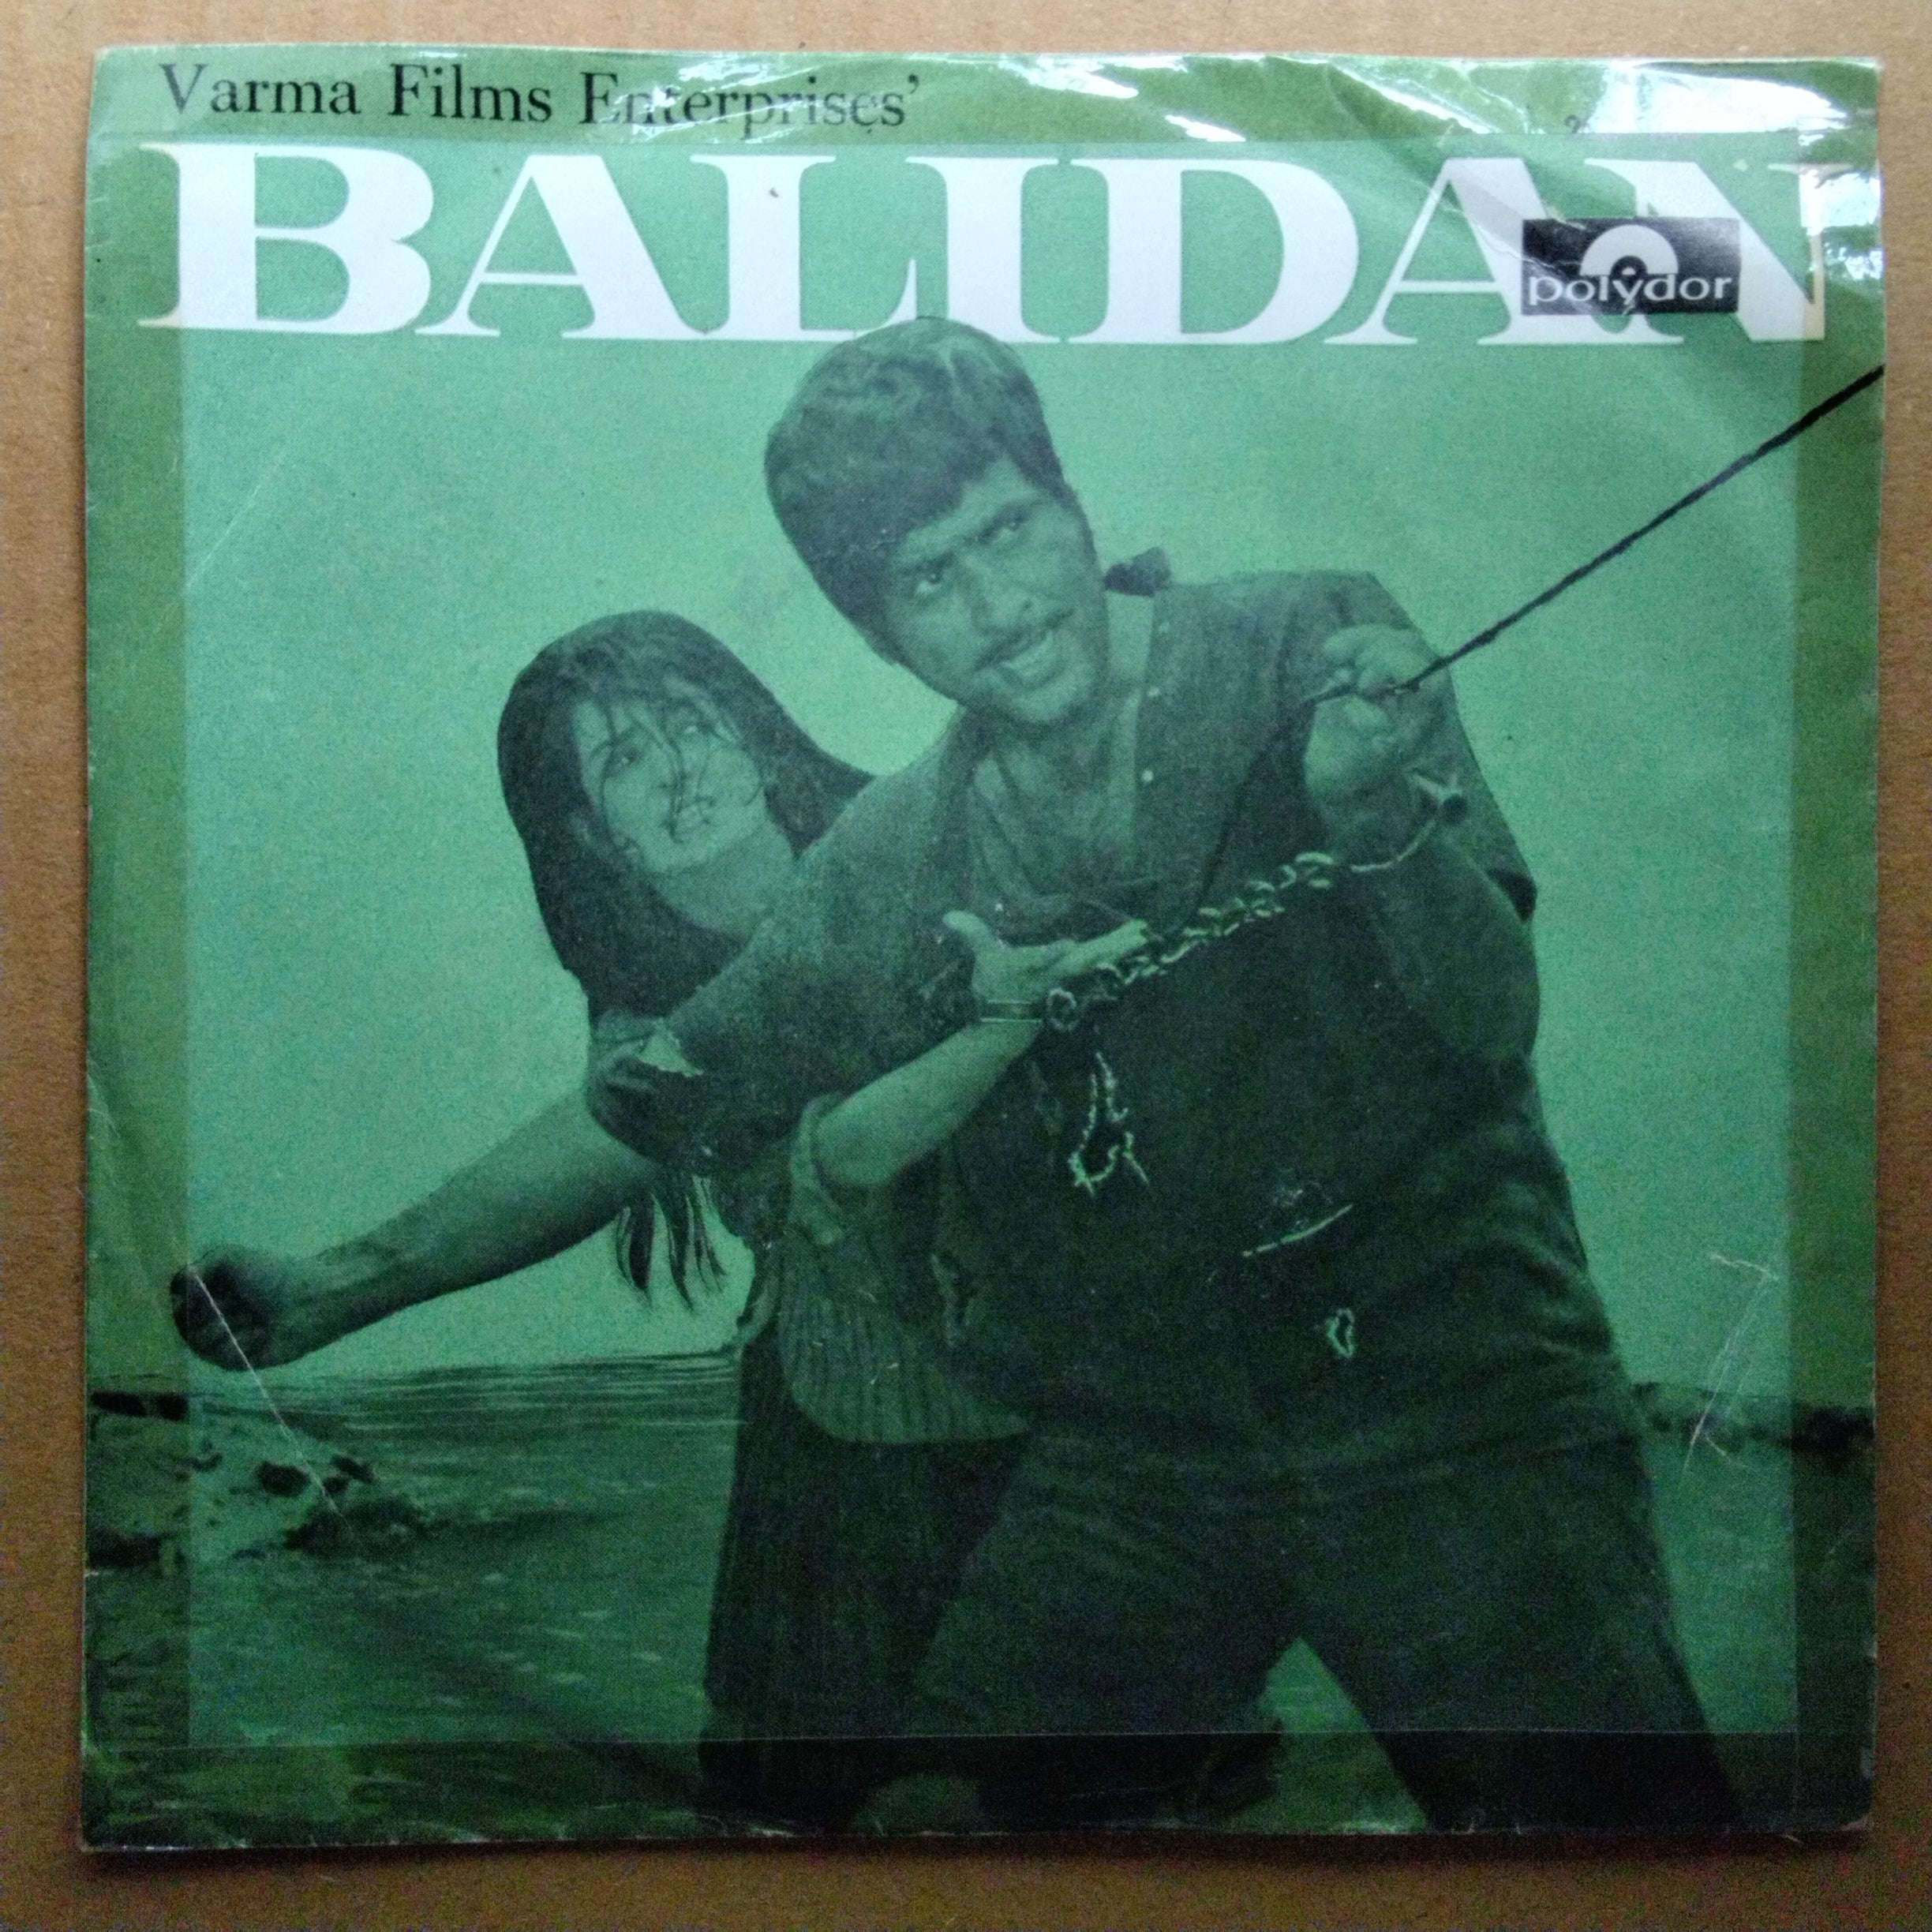 Varma Films Enterprises'
BALIDAN
polydor